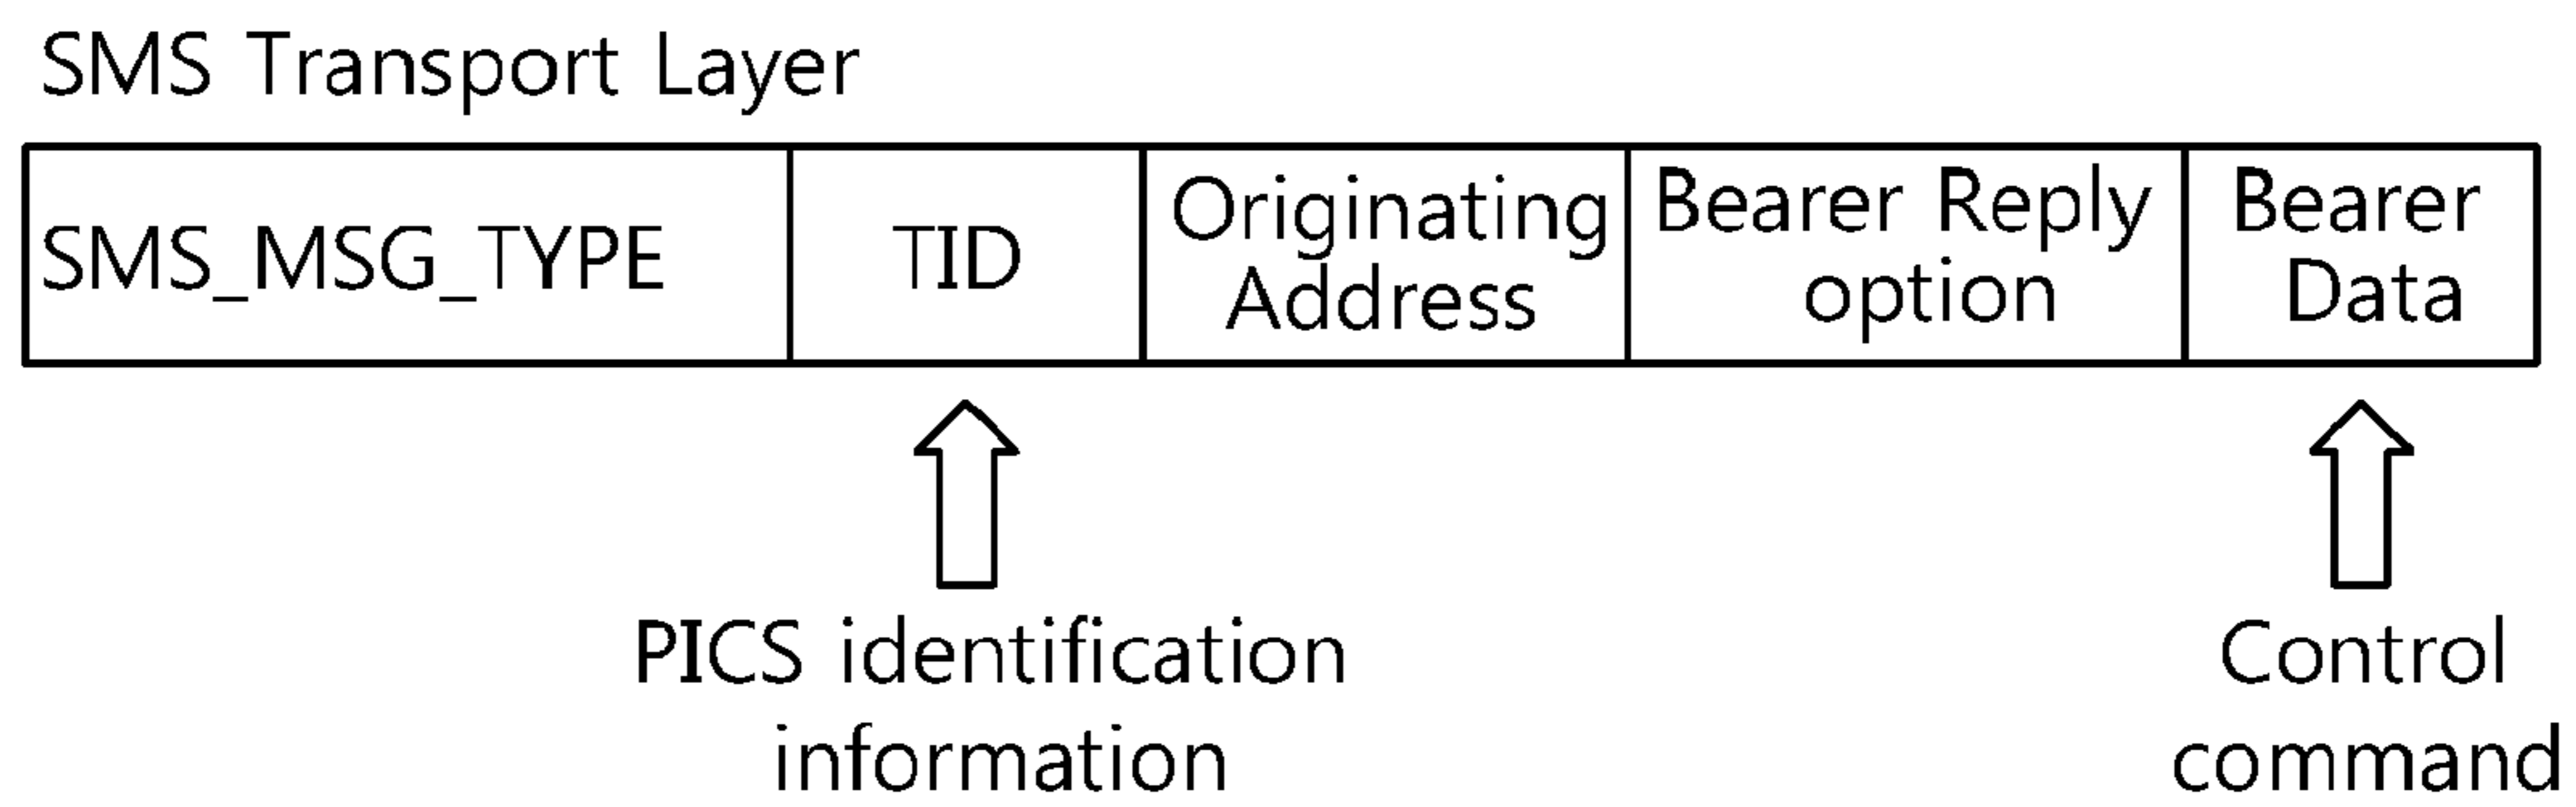 SMS Transport Layer
SMS_MSG_TYPE
TID
Originating
Address
Bearer Reply
option
Bearer
Data
PICS identification
information
Control
command